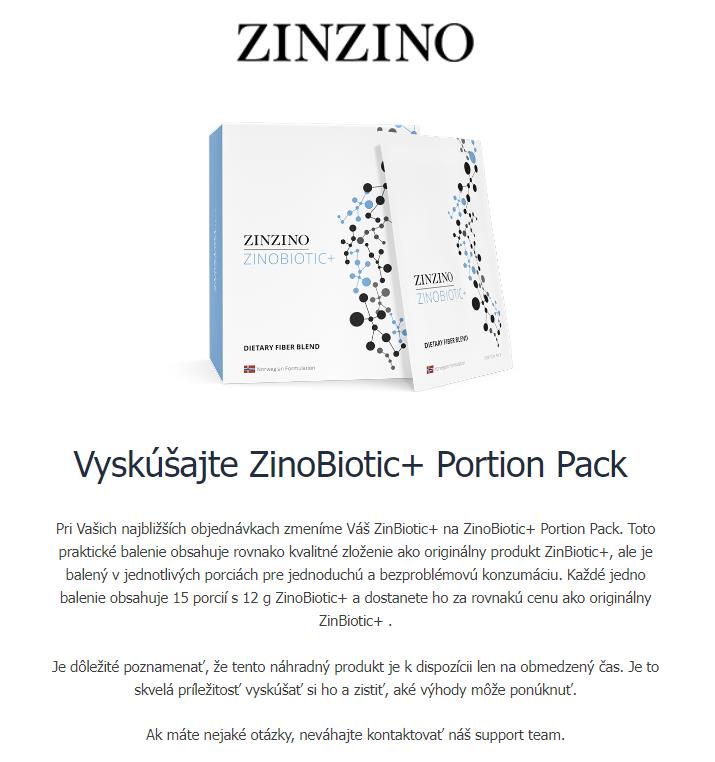 ZINZINO
ZINZINO
ZINOBIOTIC+
DIETARY FIBER BLEND
Norwegian Formulation
ZINZINO
ZINOBIOTIC+
DIETARY FIBER BLEND
Vyskúšajte ZinoBiotic+ Portion Pack
Pri Vašich najbližších objednávkach zmeníme Váš ZinBiotic+ na ZinoBiotic+ Portion Pack. Toto
praktické balenie obsahuje rovnako kvalitné zloženie ako originálny produkt ZinBiotic+, ale je
balený v jednotlivých porciách pre jednoduchú a bezproblémovú konzumáciu. Každé jedno
balenie obsahuje 15 porcií s 12 g ZinoBiotic+ a dostanete ho za rovnakú cenu ako originálny
ZinBiotic+ .
Je dôležité poznamenať, že tento náhradný produkt je k dispozícii len na obmedzený čas. Je to
skvelá príležitosť vyskúšať si ho a zistiť, aké výhody môže ponúknuť.
Ak máte nejaké otázky, neváhajte kontaktovať náš support team.